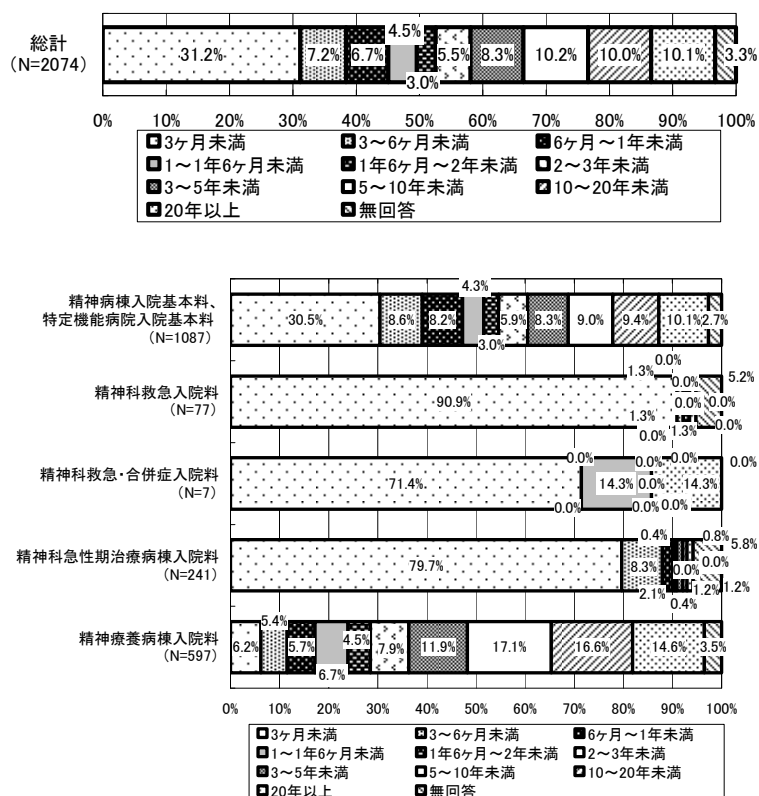 総計
(N=2074)
31.2%
7.2%
6.7%
4.5%
3.0%
5.5%
8.3%
10.2%
10.0%
10.1%
3.3%
0% 10% 20% 30% 40% 50% 60% 70% 80% 90% 100%
3ヶ月未満 3~6ヶ月未満 6ヶ月~1年未満
1~1年6ヶ月未満 1年6ヶ月~2年未満 2~3年未満
3~5年未満 5~10年未満 10~20年未満
20年以上 無回答
精神病棟入院基本料、
特定機能病院入院基本料
(N=1087)
30.5%
8.6%
8.2%
4.3%
3.0%
5.9%
8.3%
9.0%
9.4%
10.1%
2.7%
精神科救急入院料
(N=77)
90.9%
1.3%
1.3%
0.0%
0.0%
0.0%
0.0%
1.3%
0.0%
0.0%
5.2%
精神科救急・合併症入院料
(N=7)
71.4%
0.0%
0.0%
14.3%
0.0%
0.0%
0.0%
0.0%
0.0%
14.3%
0.0%
精神科急性期治療病棟入院料
(N=241)
79.7%
8.3%
2.1%
0.4%
0.4%
0.0%
1.2%
0.8%
0.0%
1.2%
5.8%
精神療養病棟入院料
(N=597)
6.2%
5.4%
5.7%
6.7%
4.5%
7.9%
11.9%
17.1%
16.6%
14.6%
3.5%
0% 10% 20% 30% 40% 50% 60% 70% 80% 90% 100%
3ヶ月未満 3~6ヶ月未満 6ヶ月~1年未満
1~1年6ヶ月未満 1年6ヶ月~2年未満 2~3年未満
3~5年未満 5~10年未満 10~20年未満
20年以上 無回答